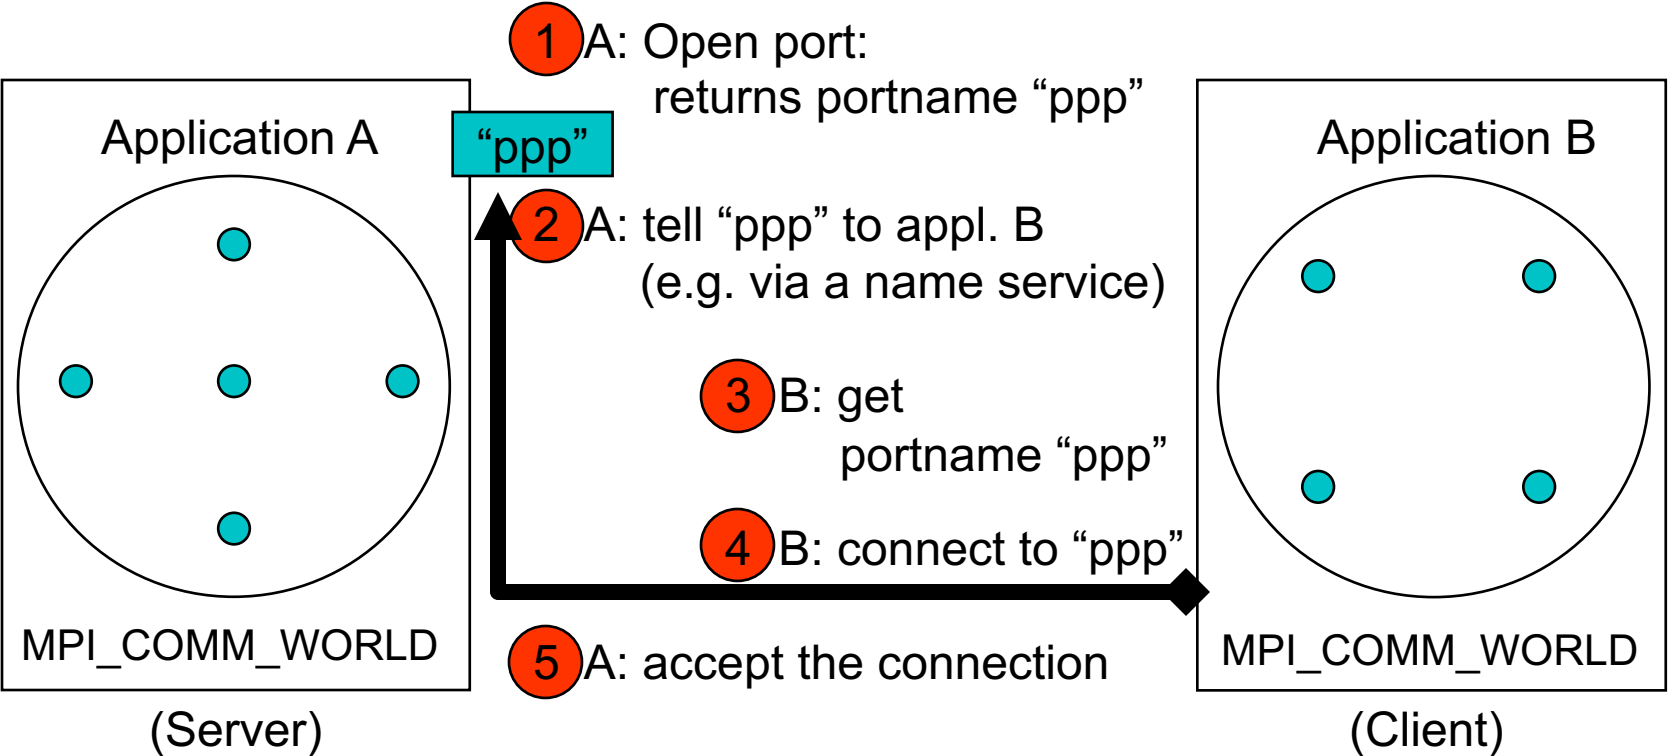 1 A: Open port:
returns portname “ppp”
Application A
“ppp”
Application B
2 A: tell “ppp” to appl. B
(e.g. via a name service)
3 B: get
portname “ppp”
4 B: connect to “ppp”
5 A: accept the connection
MPI_COMM_WORLD
MPI_COMM_WORLD
(Server)
(Client)